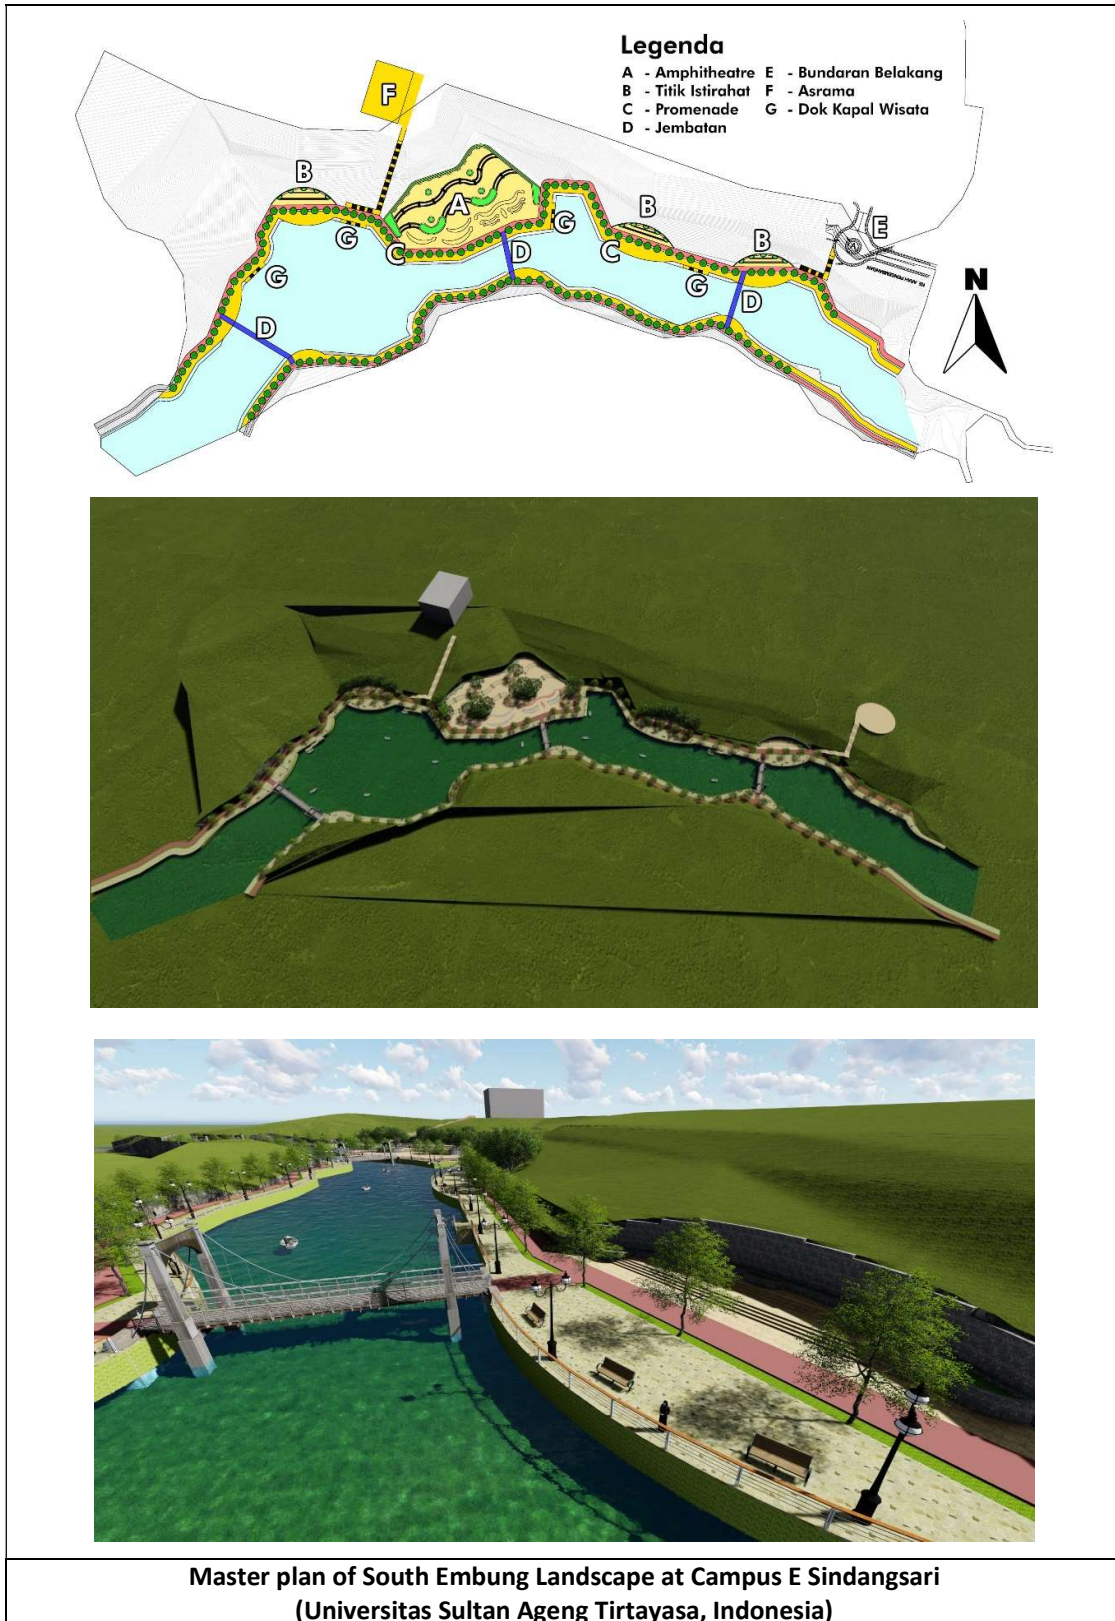 Legenda
A - Amphitheatre E - Bundaran Belakang
B - Titik Istirahat F - Asrama
C - Promenade G - Dok Kapal Wisata
D - Jembatan
F
B
A
B
E
G
C
D
G
C
B
N
G
G
D
D
Master plan of South Embung Landscape at Campus E Sindangsari
(Universitas Sultan Ageng Tirtayasa, Indonesia)